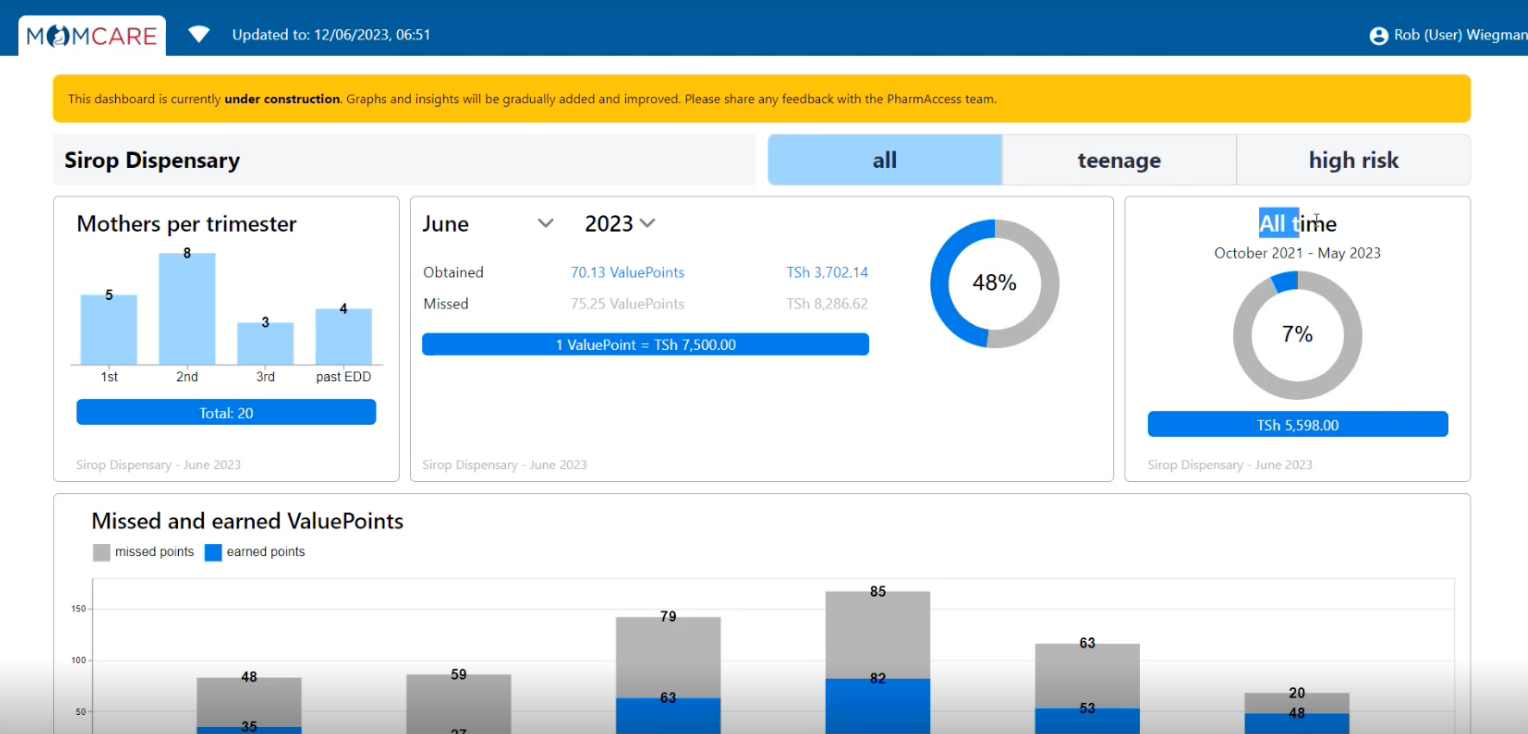 MOMCARE
Updated to: 12/06/2023, 06:51
Rob (User) Wiegman
This dashboard is currently under construction. Graphs and insights will be gradually added and improved. Please share any feedback with the PharmAccess team.
Sirop Dispensary
all
teenage
high risk
Mothers per trimester
8
5
3
4
1st
2nd
3rd
past EDD
Total: 20
Sirop Dispensary - June 2023
June
2023
Obtained
70.13 ValuePoints
TSh 3,702.14
Missed
75.25 ValuePoints
TSh 8,286.62
1 ValuePoint = TSh 7,500.00
48%
Sirop Dispensary - June 2023
All time
October 2021 - May 2023
7%
TSh 5,598.00
Sirop Dispensary - June 2023
Missed and earned ValuePoints
missed points
earned points
150
100
50
48
35
59
79
63
85
82
63
53
20
48